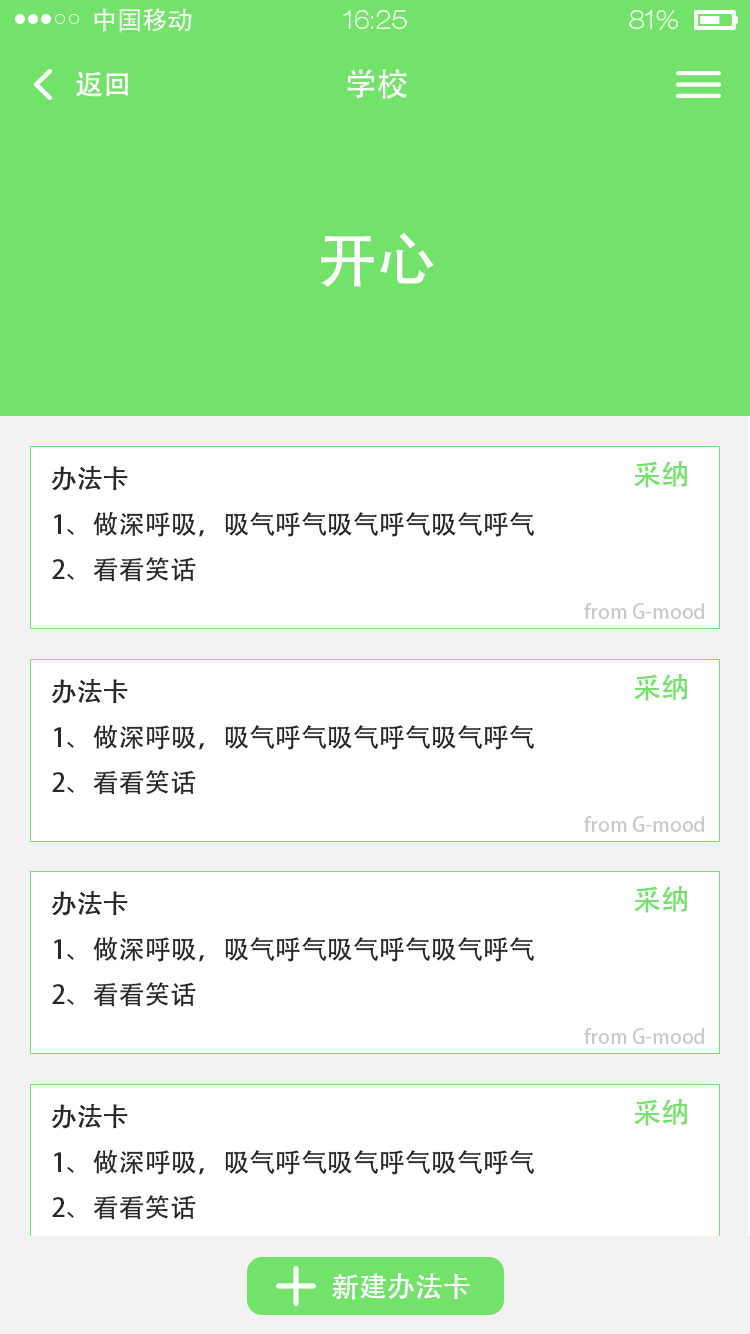 中国移动 16:25 81%
返回 学校
开心
办法卡 采纳
1、做深呼吸，吸气呼气吸气呼气吸气呼气
2、看看笑话
from G-mood
办法卡 采纳
1、做深呼吸，吸气呼气吸气呼气吸气呼气
2、看看笑话
from G-mood
办法卡 采纳
1、做深呼吸，吸气呼气吸气呼气吸气呼气
2、看看笑话
from G-mood
办法卡 采纳
1、做深呼吸，吸气呼气吸气呼气吸气呼气
2、看看笑话
新建办法卡